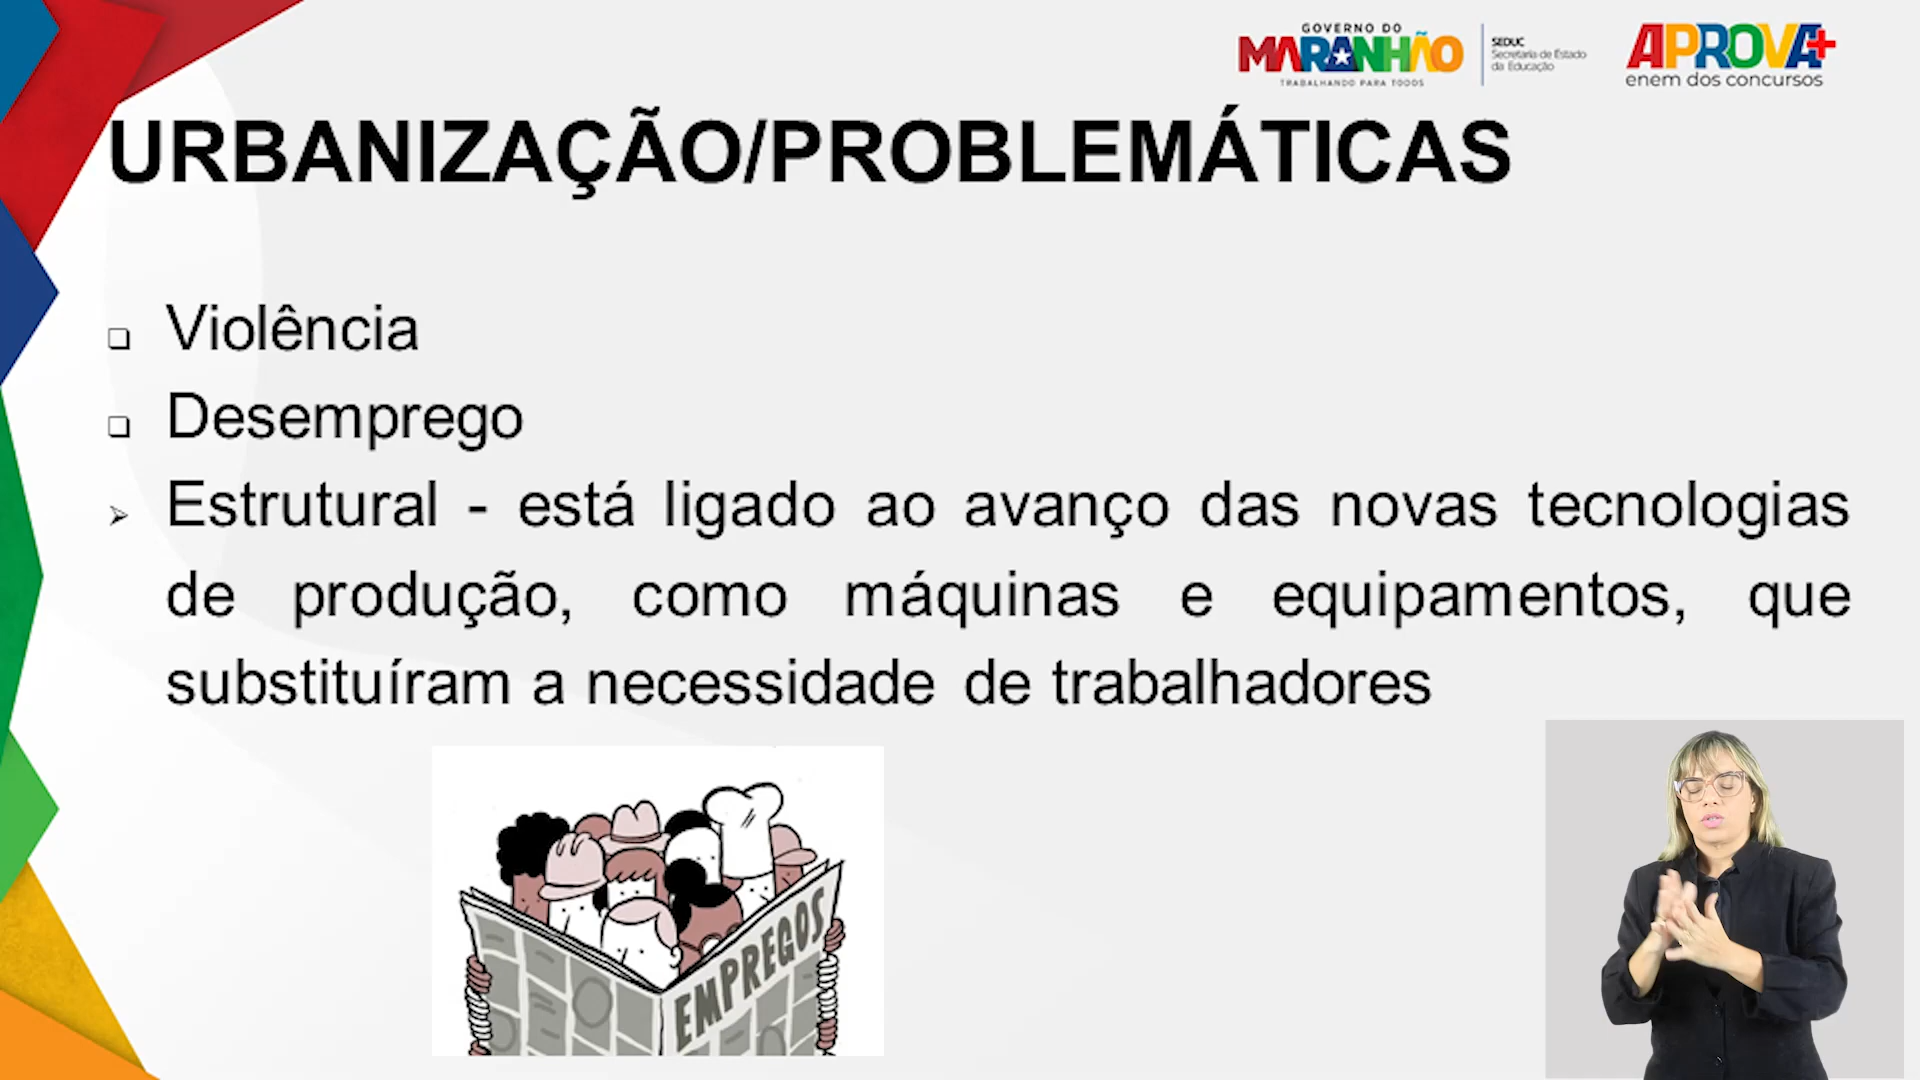 GOVERNO DO
MARANHÃO
TRABALHANDO PARA TODOS
SEDUC
Secretaria de Estado
da Educação
APROVA+
enem dos concursos
URBANIZAÇÃO/PROBLEMÁTICAS
❑ Violência
❑ Desemprego
➢ Estrutural - está ligado ao avanço das novas tecnologias
de produção, como máquinas e equipamentos, que
substituíram a necessidade de trabalhadores
EMPREGOS